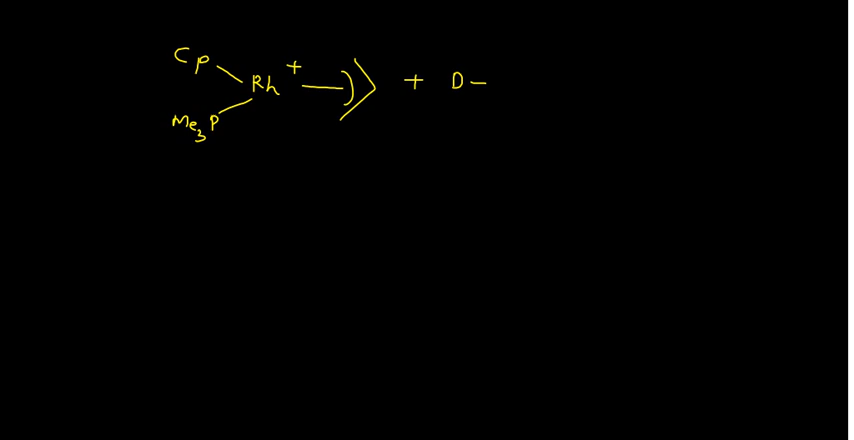 Cp
Rh+ + D-
Me3P